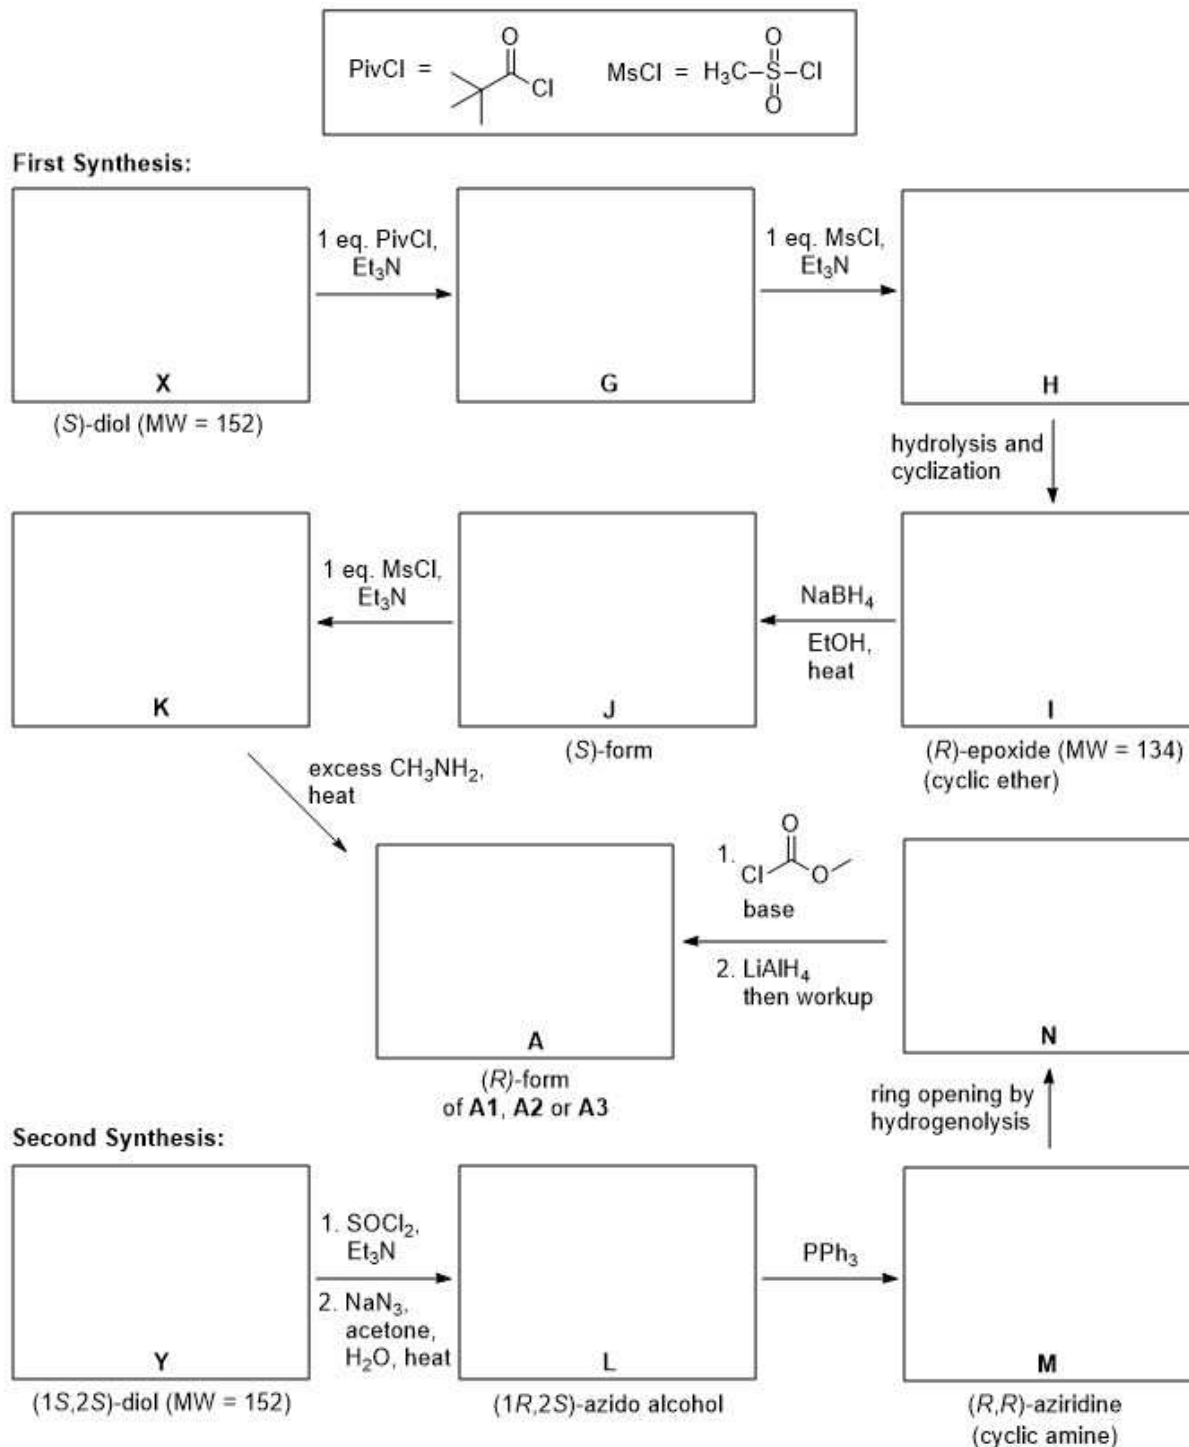 PivCl =
O
Cl
MsCl =
O
H₃C–S–Cl
O
First Synthesis:
X
(S)-diol (MW = 152)
1 eq. PivCl,
Et₃N
G
1 eq. MsCl,
Et₃N
H
hydrolysis and
cyclization
K
1 eq. MsCl,
Et₃N
J
(S)-form
NaBH₄
EtOH,
heat
I
(R)-epoxide (MW = 134)
(cyclic ether)
excess CH₃NH₂,
heat
A
(R)-form
of A1, A2 or A3
1.
O
Cl
O
base
2. LiAlH₄
then workup
N
ring opening by
hydrogenolysis
Second Synthesis:
Y
(1S,2S)-diol (MW = 152)
1. SOCl₂,
Et₃N
2. NaN₃,
acetone,
H₂O, heat
L
(1R,2S)-azido alcohol
PPh₃
M
(R,R)-aziridine
(cyclic amine)